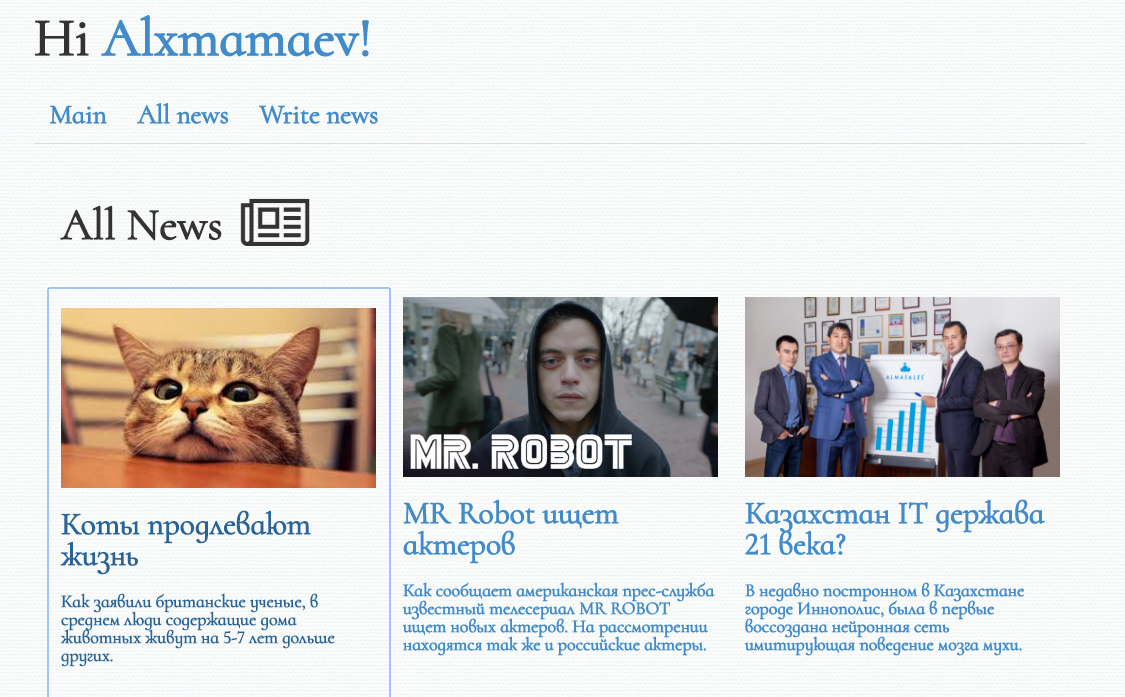 Hi Alxmamaev!
Main All news Write news
All News
Коты продлевают
жизнь
Как заявили британские ученые, в
среднем люди содержащие дома
животных живут на 5-7 лет дольше
других.
MR. ROBOT
MR Robot ищет
актеров
Как сообщает американская прес-служба
известный телесериал MR ROBOT
ищет новых актеров. На рассмотрении
находятся так же и российские актеры.
ALMASALES
Казахстан IT держава
21 века?
В недавно постронном в Казахстане
городе Иннополис, была в первые
воссоздана нейронная сеть
имитирующая поведение мозга мухи.